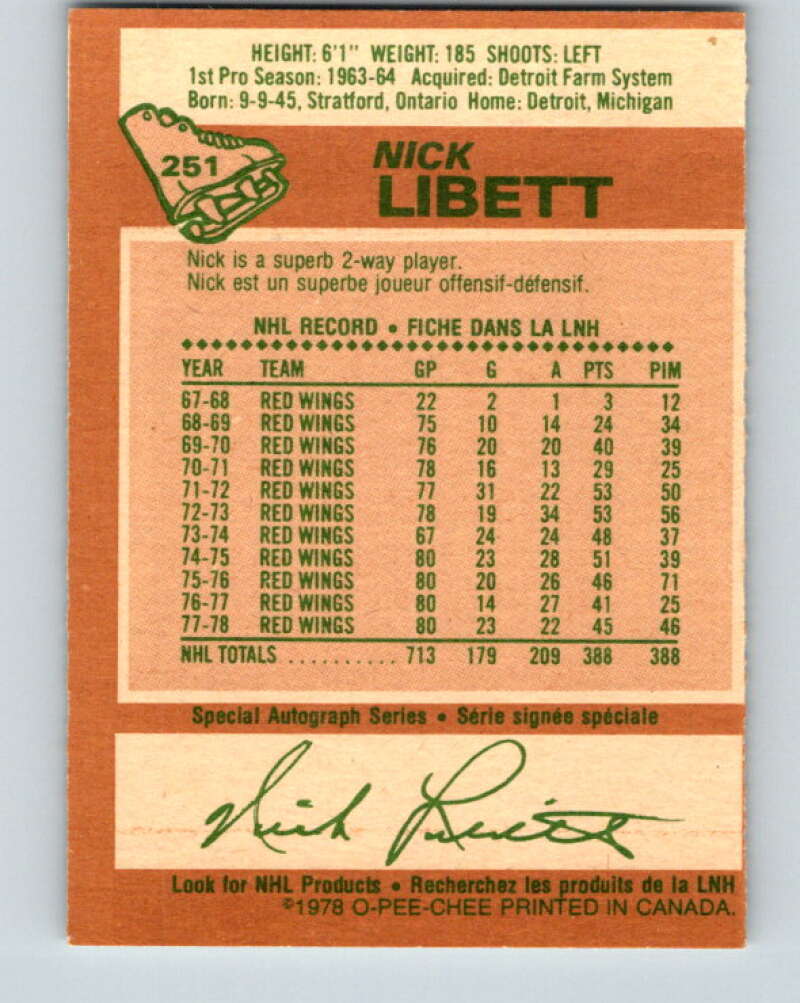 HEIGHT: 6'1" WEIGHT: 185 SHOOTS: LEFT
1st Pro Season: 1963-64 Acquired: Detroit Farm System
Born: 9-9-45, Stratford, Ontario Home: Detroit, Michigan
251
NICK
LIBETT
Nick is a superb 2-way player.
Nick est un superbe joueur offensif-défensif.
NHL RECORD • FICHE DANS LA LNH
YEAR TEAM GP G A PTS PIM
67-68 RED WINGS 22 2 1 3 12
68-69 RED WINGS 75 10 14 24 34
69-70 RED WINGS 76 20 20 40 39
70-71 RED WINGS 78 16 13 29 25
71-72 RED WINGS 77 31 22 53 50
72-73 RED WINGS 78 19 34 53 56
73-74 RED WINGS 67 24 24 48 37
74-75 RED WINGS 80 23 28 51 39
75-76 RED WINGS 80 20 26 46 71
76-77 RED WINGS 80 14 27 41 25
77-78 RED WINGS 80 23 22 45 46
NHL TOTALS .......... 713 179 209 388 388
Special Autograph Series • Série signée spéciale
Nick Libett
Look for NHL Products • Recherchez les produits de la LNH
©1978 O-PEE-CHEE PRINTED IN CANADA.